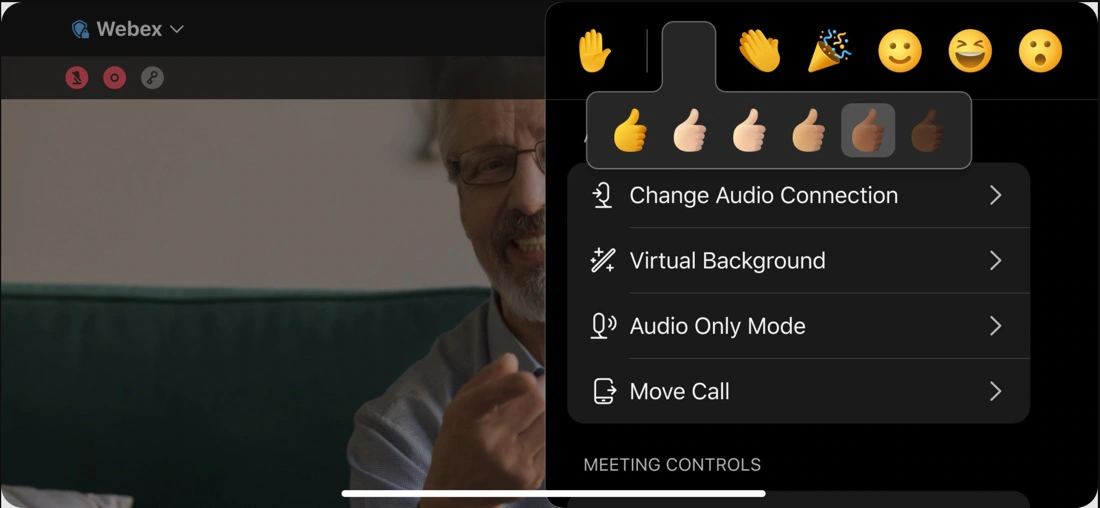 Webex
Change Audio Connection
Virtual Background
Audio Only Mode
Move Call
MEETING CONTROLS